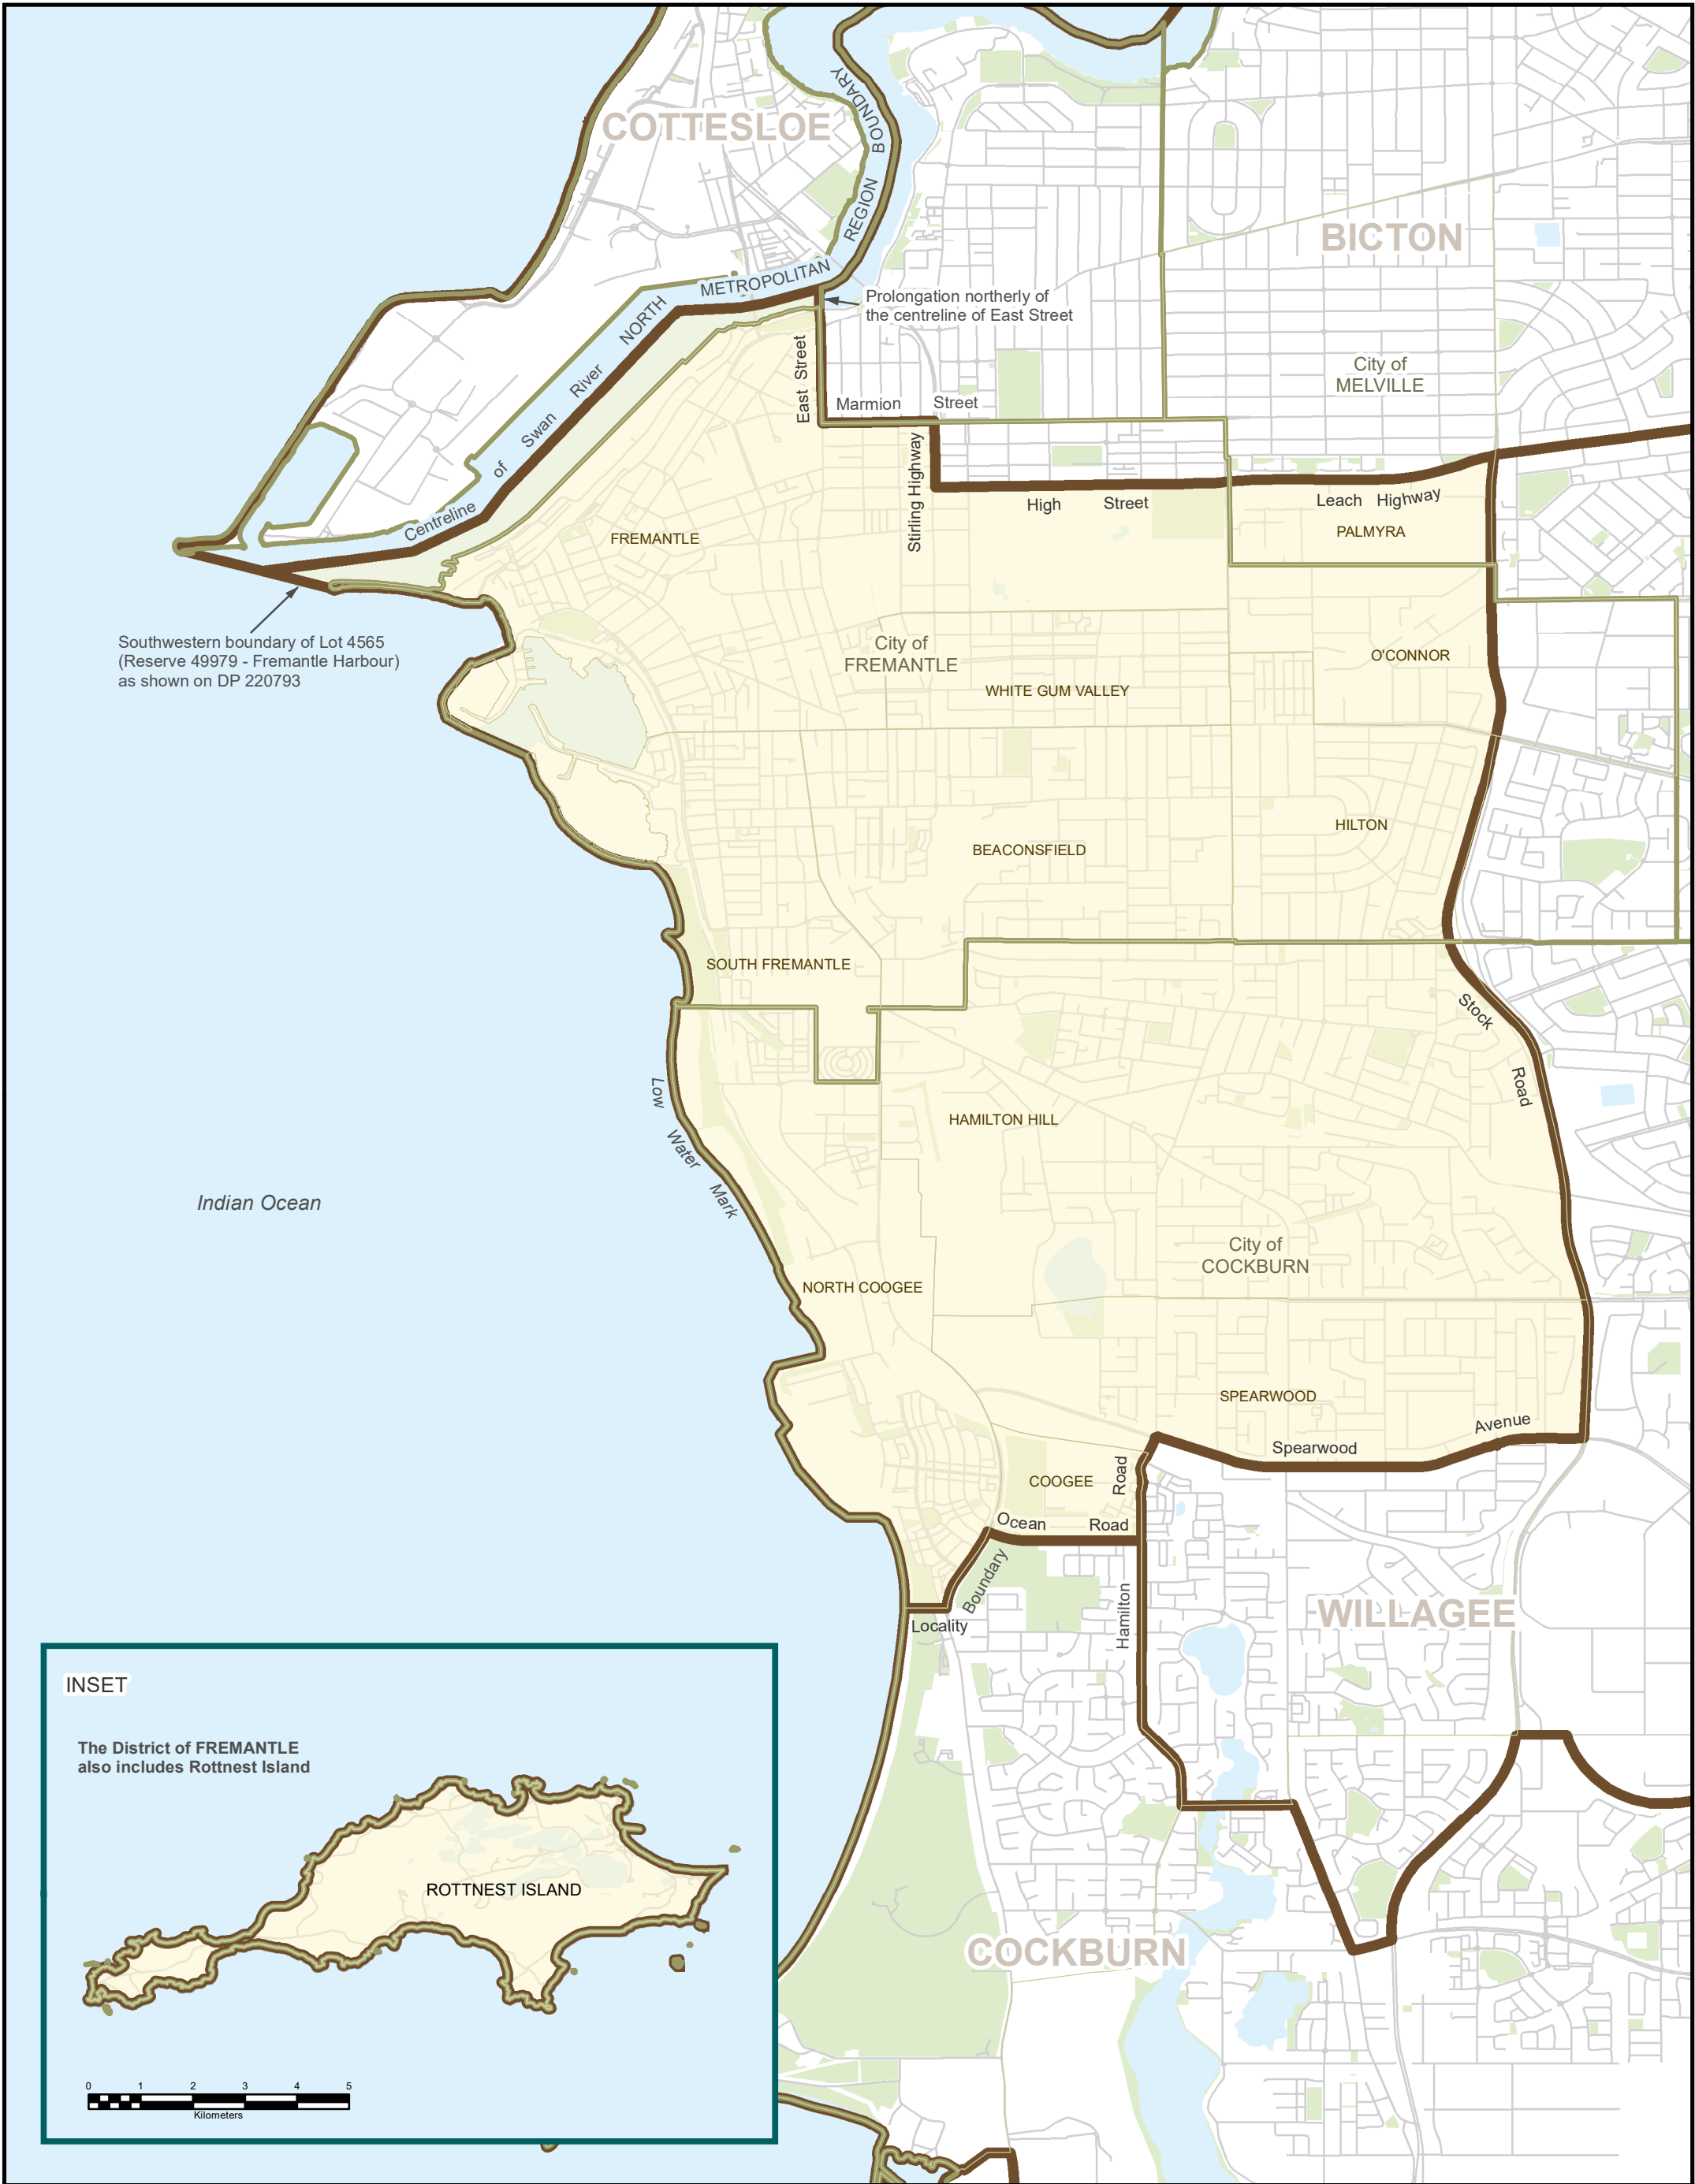 COTTESLOE
BOUNDARY
REGION
METROPOLITAN
NORTH
BICTON
Prolongation northerly of
the centreline of East Street
City of
MELVILLE
East Street
Marmion Street
Centreline of Swan River
Stirling Highway
High Street
Leach Highway
PALMYRA
FREMANTLE
Southwestern boundary of Lot 4565
(Reserve 49979 - Fremantle Harbour)
as shown on DP 220793
City of
FREMANTLE
O'CONNOR
WHITE GUM VALLEY
HILTON
BEACONSFIELD
SOUTH FREMANTLE
Stock Road
Low Water Mark
HAMILTON HILL
Indian Ocean
City of
COCKBURN
NORTH COOGEE
SPEARWOOD
Spearwood Avenue
COOGEE
Hamilton Road
Ocean Road
Locality Boundary
WILLAGEE
COCKBURN
INSET
The District of FREMANTLE
also includes Rottnest Island
ROTTNEST ISLAND
0 1 2 3 4 5
Kilometers